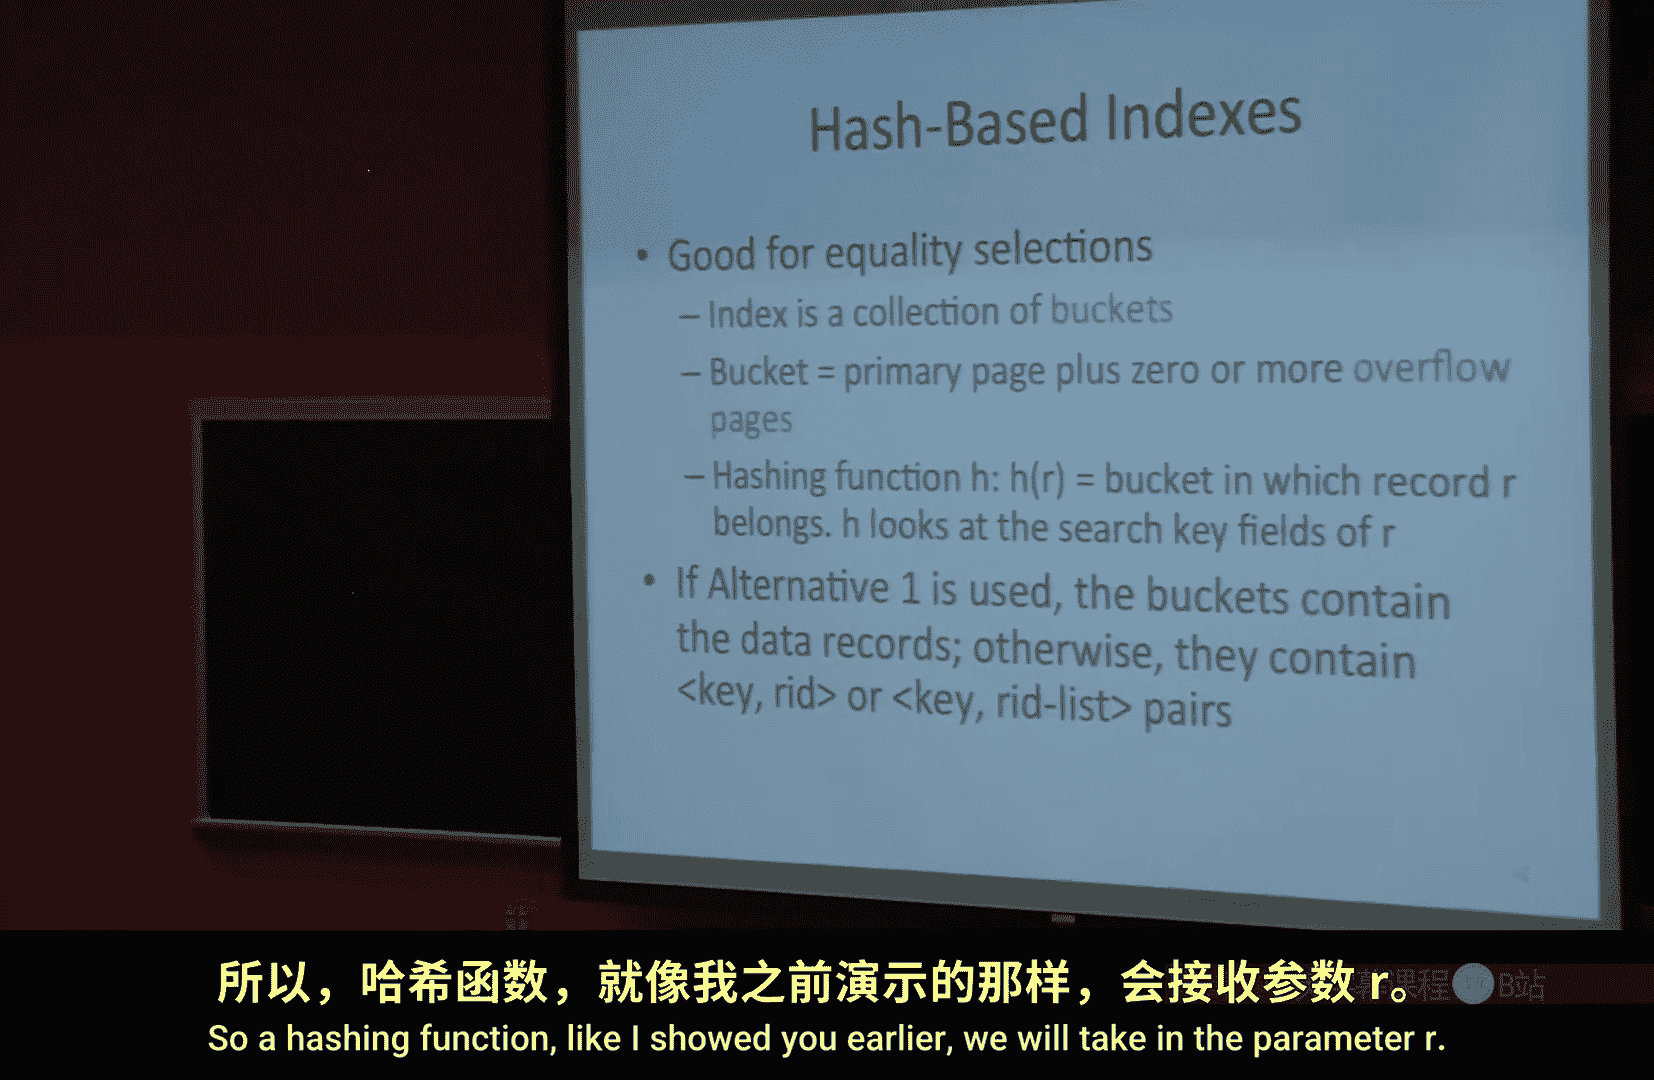 Hash-Based Indexes
• Good for equality selections
– Index is a collection of buckets
– Bucket = primary page plus zero or more overflow
pages
– Hashing function h: h(r) = bucket in which record r
belongs. h looks at the search key fields of r
• If Alternative 1 is used, the buckets contain
the data records; otherwise, they contain
<key, rid> or <key, rid-list> pairs
所以，哈希函数，就像我之前演示的那样，会接收参数 r。
课程 B站
So a hashing function, like I showed you earlier, we will take in the parameter r.